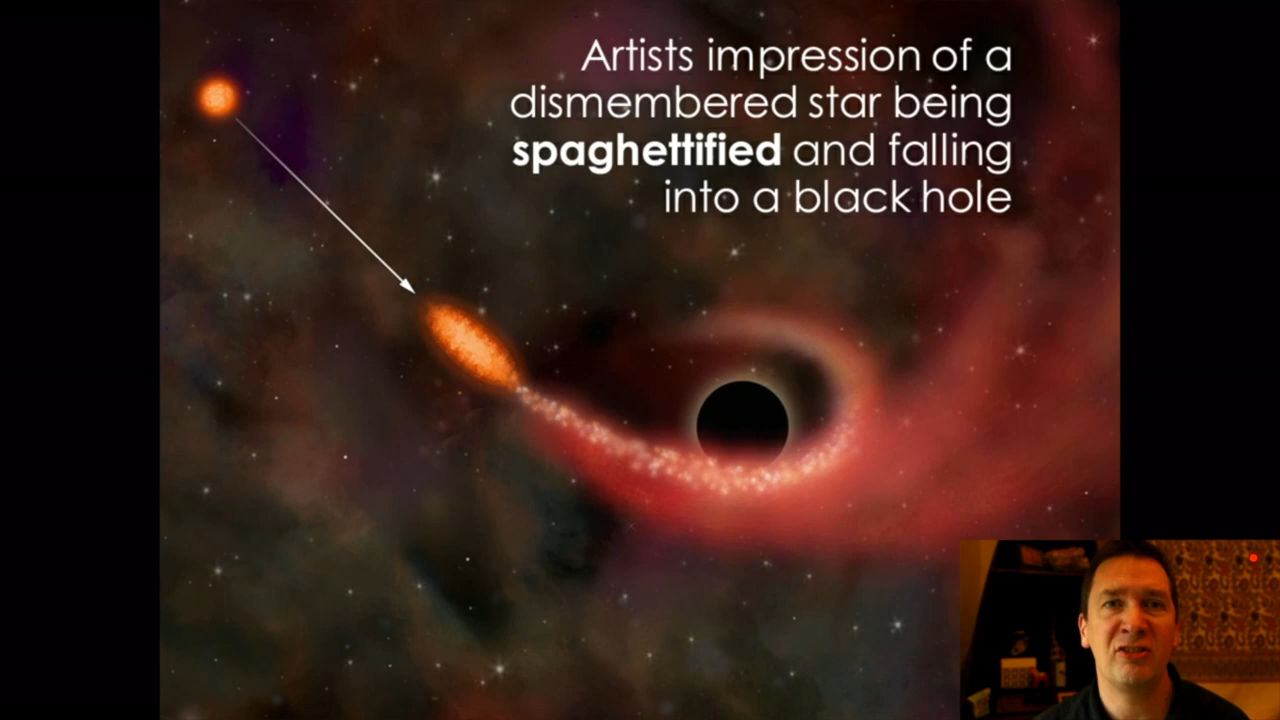 Artists impression of a
dismembered star being
spaghettified and falling
into a black hole